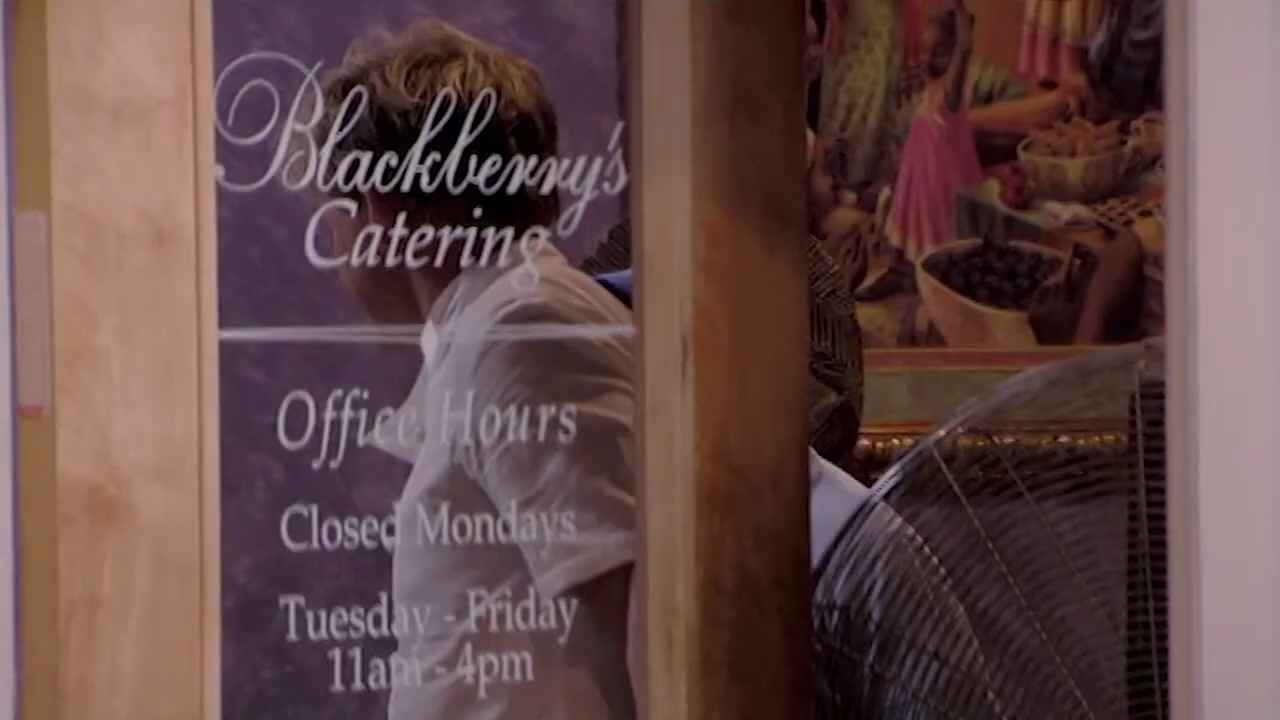 Blackberry's
Catering
Office Hours
Closed Mondays
Tuesday - Friday
11am - 4pm